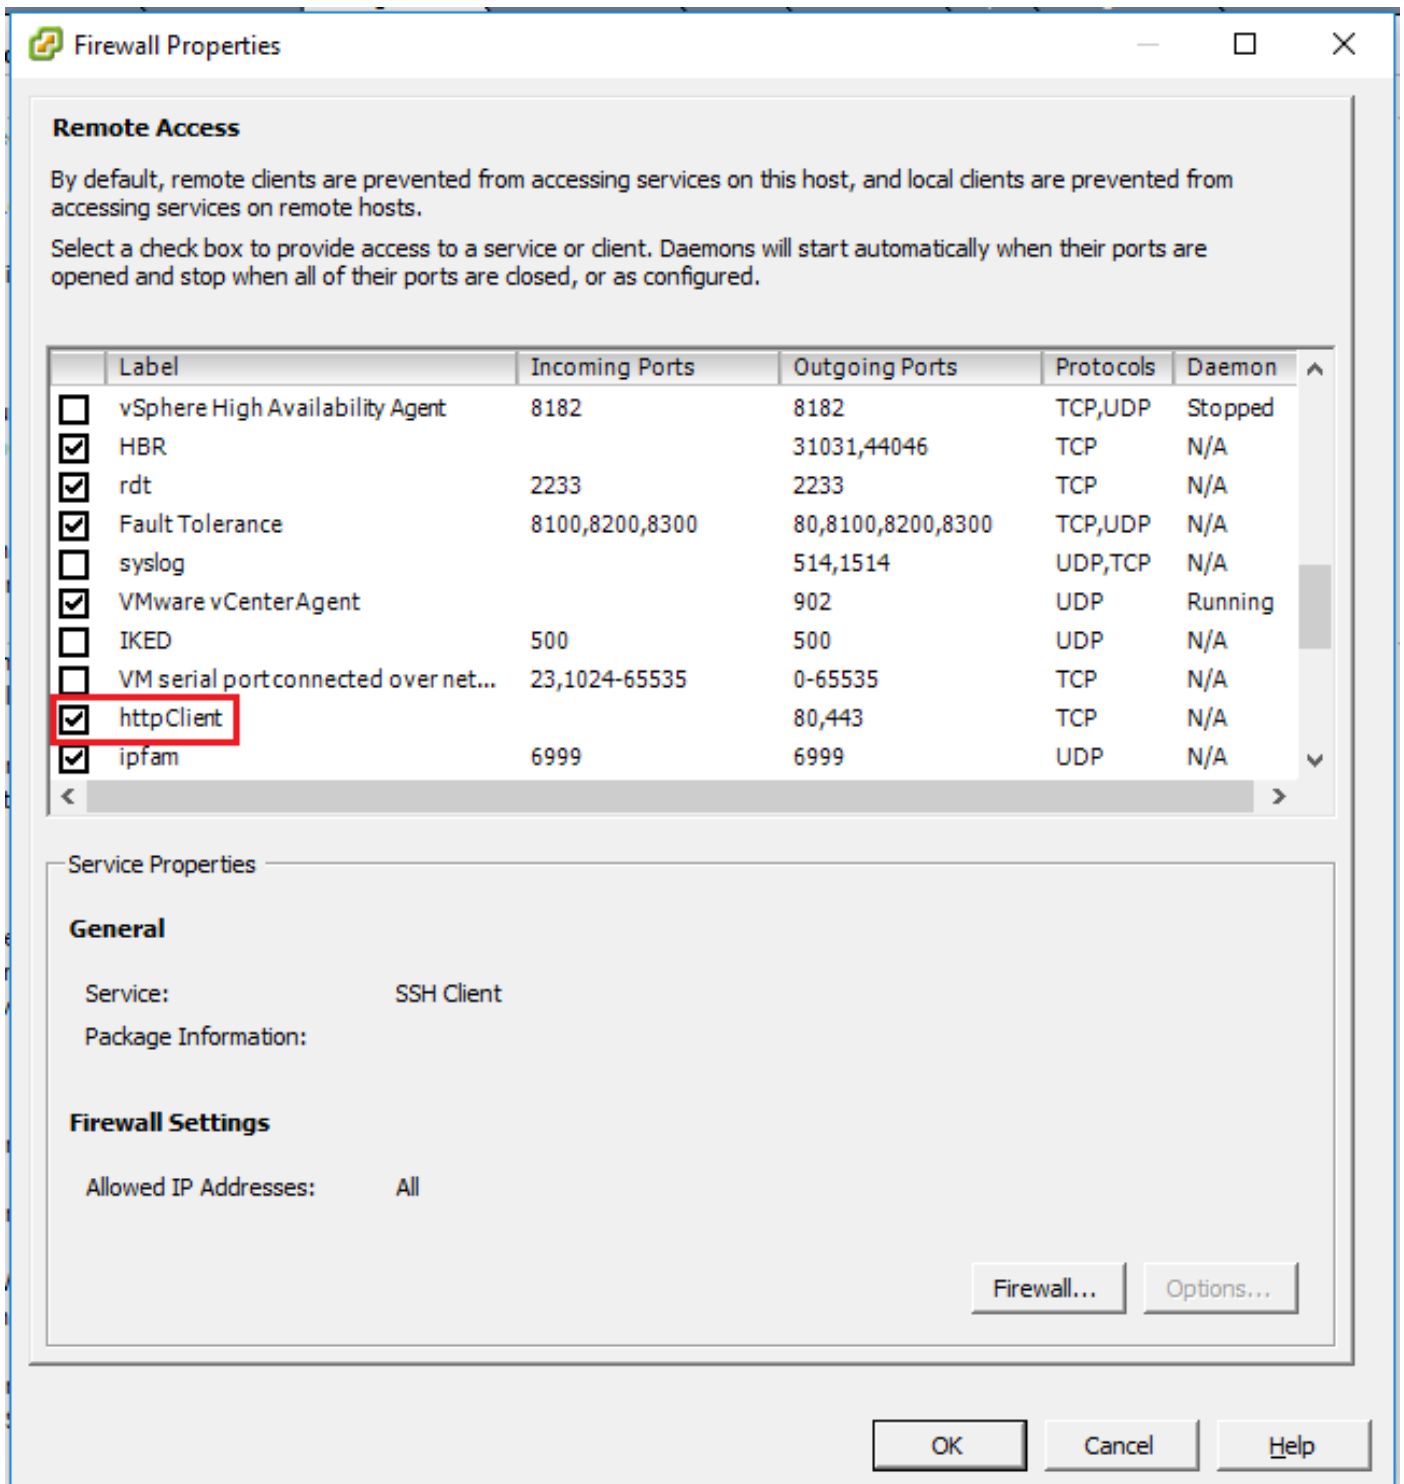 Firewall Properties
Remote Access
By default, remote clients are prevented from accessing services on this host, and local clients are prevented from
accessing services on remote hosts.
Select a check box to provide access to a service or client. Daemons will start automatically when their ports are
opened and stop when all of their ports are closed, or as configured.
Label Incoming Ports Outgoing Ports Protocols Daemon
vSphere High Availability Agent 8182 8182 TCP,UDP Stopped
HBR 31031,44046 TCP N/A
rdt 2233 2233 TCP N/A
Fault Tolerance 8100,8200,8300 80,8100,8200,8300 TCP,UDP N/A
syslog 514,1514 UDP,TCP N/A
VMware vCenterAgent 902 UDP Running
IKED 500 500 UDP N/A
VM serial port connected over net... 23,1024-65535 0-65535 TCP N/A
httpClient 80,443 TCP N/A
ipfam 6999 6999 UDP N/A
Service Properties
General
Service: SSH Client
Package Information:
Firewall Settings
Allowed IP Addresses: All
Firewall... Options...
OK Cancel Help